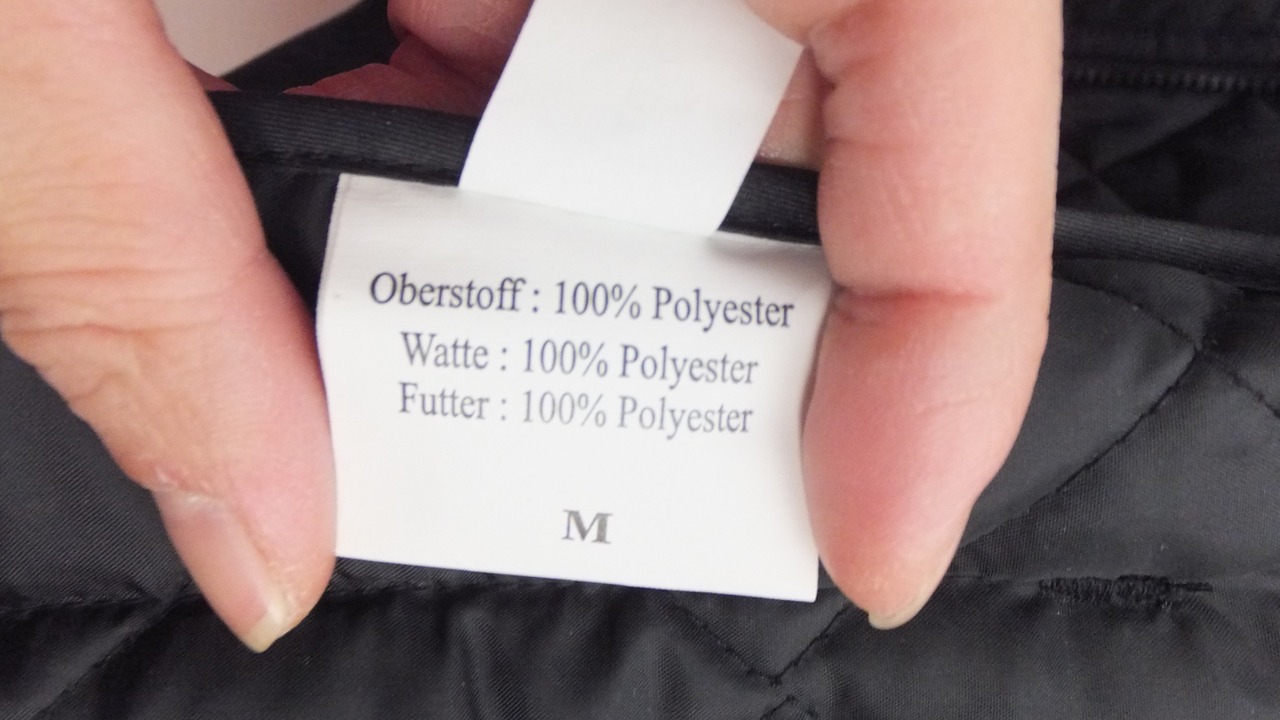 Oberstoff : 100% Polyester
Watte : 100% Polyester
Futter : 100% Polyester
M